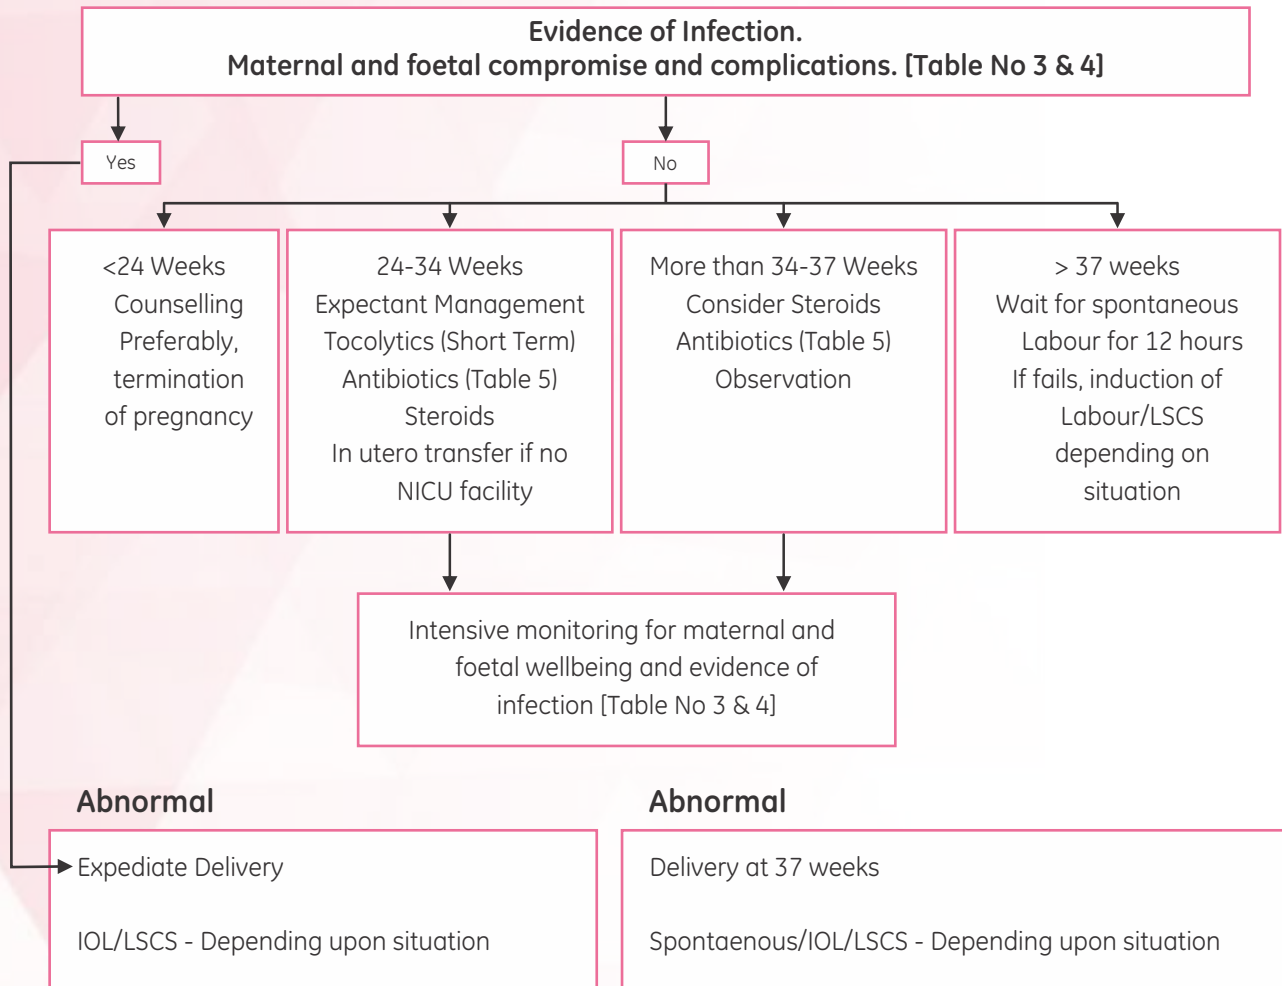 Evidence of Infection.
Maternal and foetal compromise and complications. [Table No 3 & 4]
Yes
No
<24 Weeks
Counselling
Preferably,
termination
of pregnancy
24-34 Weeks
Expectant Management
Tocolytics (Short Term)
Antibiotics (Table 5)
Steroids
In utero transfer if no
NICU facility
More than 34-37 Weeks
Consider Steroids
Antibiotics (Table 5)
Observation
> 37 weeks
Wait for spontaneous
Labour for 12 hours
If fails, induction of
Labour/LSCS
depending on
situation
Intensive monitoring for maternal and
foetal wellbeing and evidence of
infection [Table No 3 & 4]
Abnormal
Expediate Delivery
IOL/LSCS - Depending upon situation
Abnormal
Delivery at 37 weeks
Spontaenous/IOL/LSCS - Depending upon situation